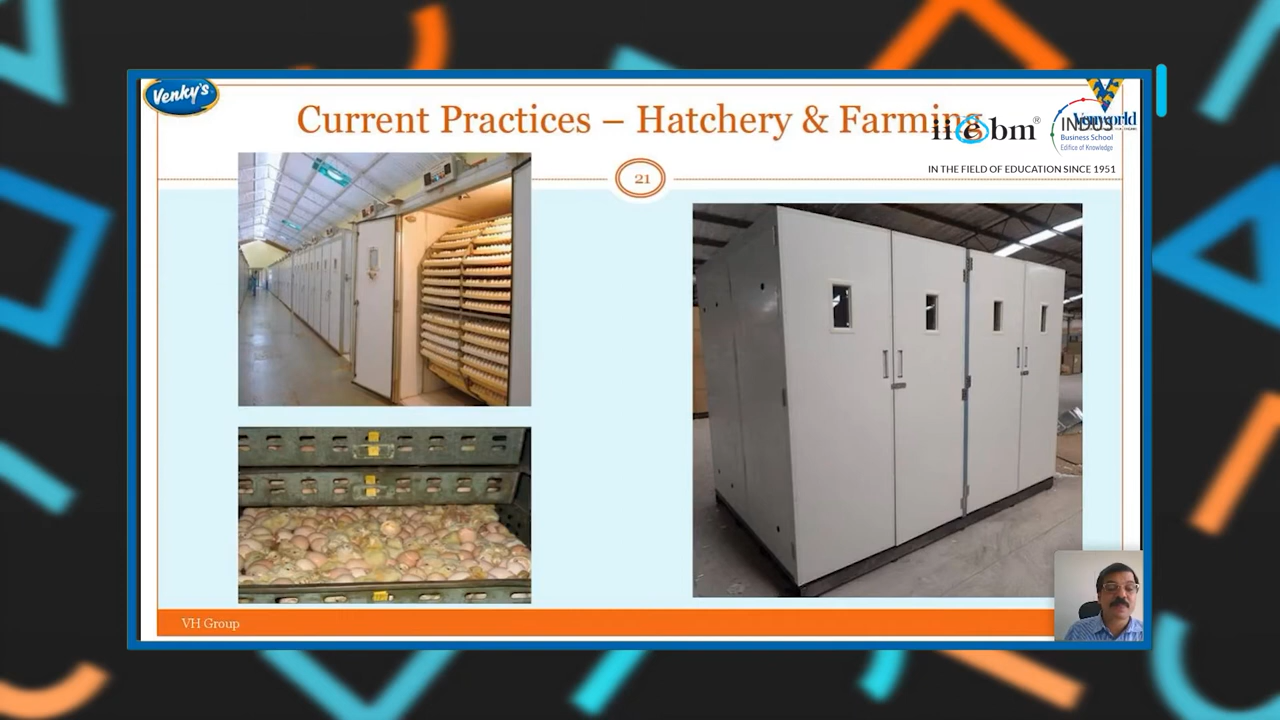 Venky's
Current Practices – Hatchery & Farming
iiebm®
INDUS
Business School
Edifice of Knowledge
IN THE FIELD OF EDUCATION SINCE 1951
21
VH Group